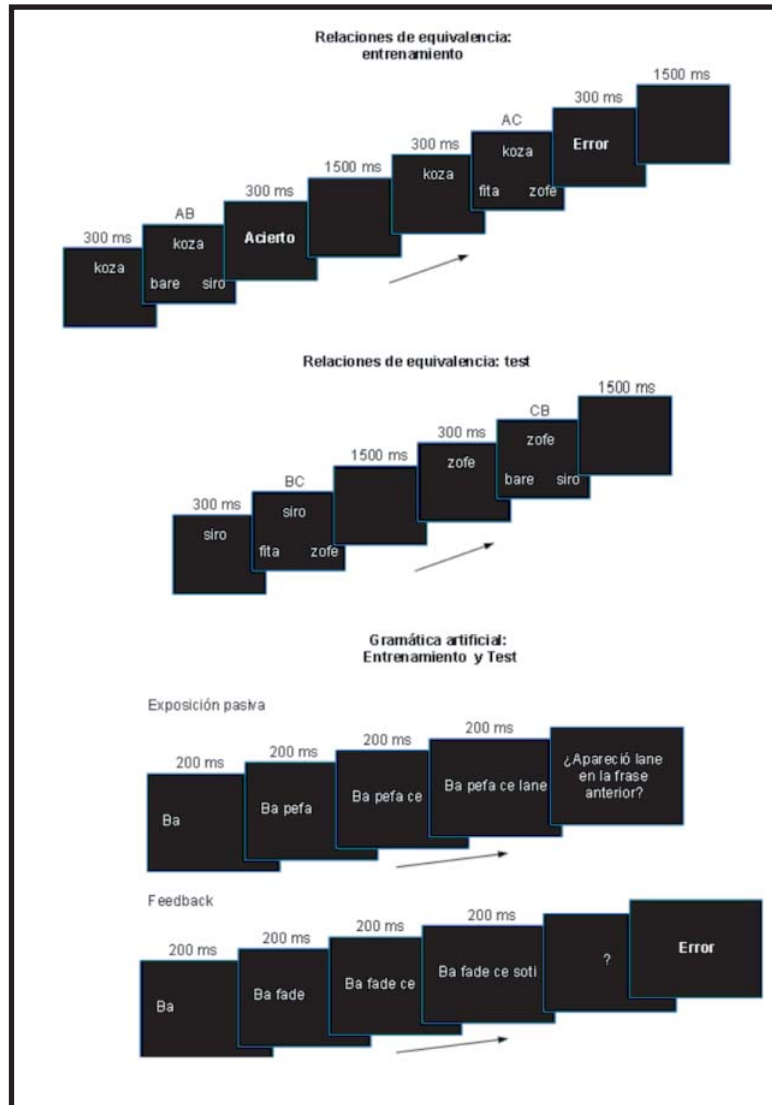 Relaciones de equivalencia:
entrenamiento
300 ms
koza
AB
koza
bare siro
300 ms
Acierto
1500 ms
300 ms
koza
AC
koza
fita zofe
300 ms
Error
1500 ms
Relaciones de equivalencia: test
300 ms
siro
BC
siro
fita zofe
1500 ms
300 ms
zofe
CB
zofe
bare siro
1500 ms
Gramática artificial:
Entrenamiento y Test
Exposición pasiva
200 ms
Ba
200 ms
Ba pefa
200 ms
Ba pefa ce
200 ms
Ba pefa ce lane
¿Apareció lane
en la frase
anterior?
Feedback
200 ms
Ba
200 ms
Ba fade
200 ms
Ba fade ce
200 ms
Ba fade ce soti
?
Error